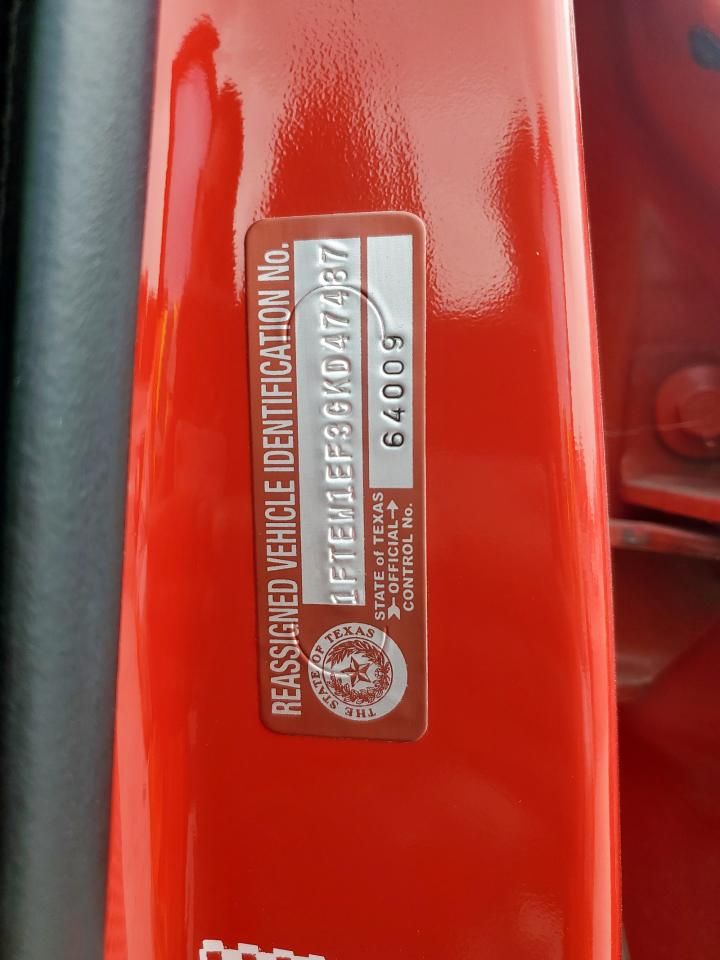 REASSIGNED VEHICLE IDENTIFICATION No.
1FTEW1EF3GKD47487
THE STATE OF TEXAS
STATE of TEXAS
OFFICIAL
CONTROL No.
64009